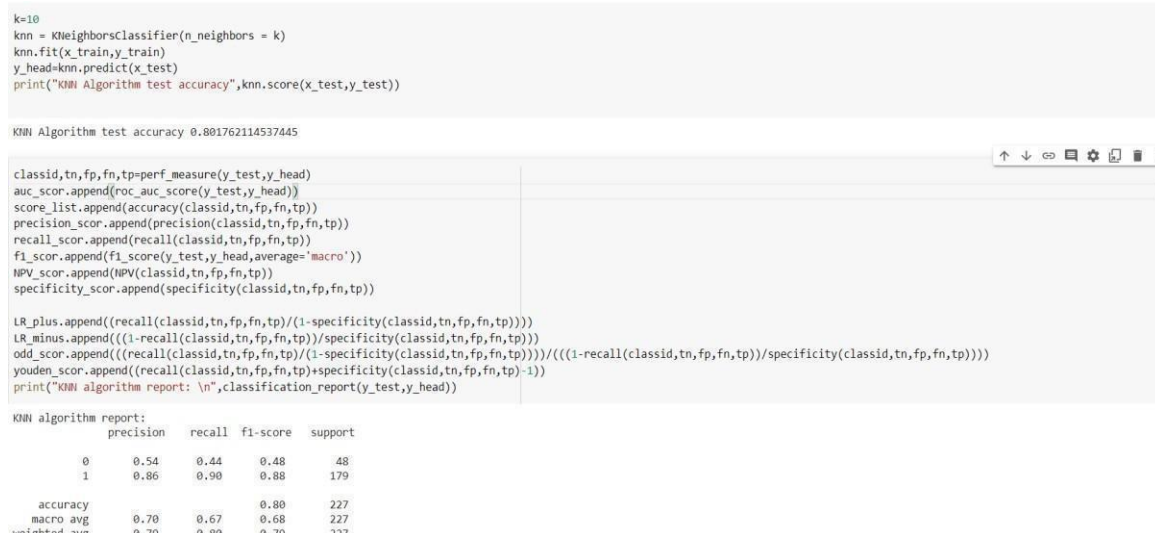 k=10
knn = KNeighborsClassifier(n_neighbors = k)
knn.fit(x_train,y_train)
y_head=knn.predict(x_test)
print("KNN Algorithm test accuracy",knn.score(x_test,y_test))
KNN Algorithm test accuracy 0.801762114537445
classid,tn,fp,fn,tp=perf_measure(y_test,y_head)
auc_scor.append(roc_auc_score(y_test,y_head))
score_list.append(accuracy(classid,tn,fp,fn,tp))
precision_scor.append(precision(classid,tn,fp,fn,tp))
recall_scor.append(recall(classid,tn,fp,fn,tp))
f1_scor.append(f1_score(y_test,y_head,average='macro'))
NPV_scor.append(NPV(classid,tn,fp,fn,tp))
specificity_scor.append(specificity(classid,tn,fp,fn,tp))
LR_plus.append((recall(classid,tn,fp,fn,tp)/(1-specificity(classid,tn,fp,fn,tp))))
LR_minus.append(((1-recall(classid,tn,fp,fn,tp))/specificity(classid,tn,fp,fn,tp)))
odd_scor.append(((recall(classid,tn,fp,fn,tp)/(1-specificity(classid,tn,fp,fn,tp))))/(((1-recall(classid,tn,fp,fn,tp))/specificity(classid,tn,fp,fn,tp))))
youden_scor.append((recall(classid,tn,fp,fn,tp)+specificity(classid,tn,fp,fn,tp)-1))
print("KNN algorithm report: \n",classification_report(y_test,y_head))
KNN algorithm report:
precision recall f1-score support
0 0.54 0.44 0.48 48
1 0.86 0.90 0.88 179
accuracy 0.80 227
macro avg 0.70 0.67 0.68 227
weighted avg 0.79 0.80 0.79 227